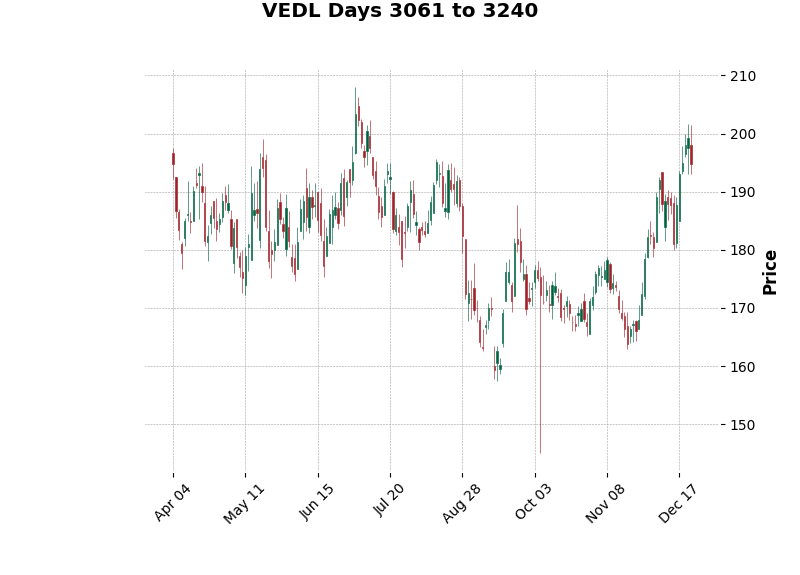 VEDL Days 3061 to 3240
210
200
190
180
170
160
150
Price
Apr 04
May 11
Jun 15
Jul 20
Aug 28
Oct 03
Nov 08
Dec 17